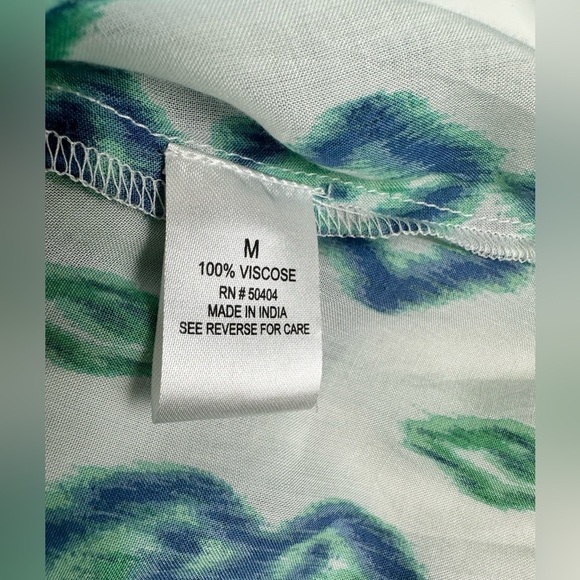 M
100% VISCOSE
RN # 50404
MADE IN INDIA
SEE REVERSE FOR CARE